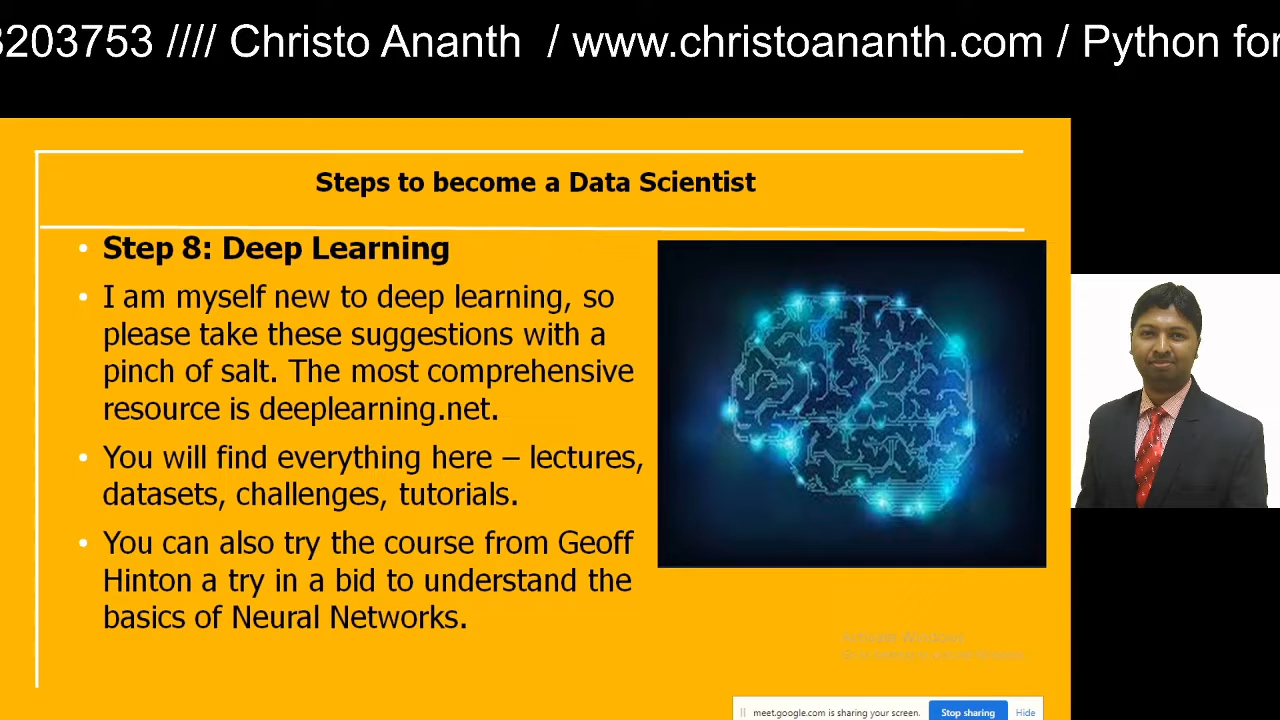 3203753 //// Christo Ananth / www.christoananth.com / Python for
Steps to become a Data Scientist
• Step 8: Deep Learning
• I am myself new to deep learning, so
please take these suggestions with a
pinch of salt. The most comprehensive
resource is deeplearning.net.
• You will find everything here – lectures,
datasets, challenges, tutorials.
• You can also try the course from Geoff
Hinton a try in a bid to understand the
basics of Neural Networks.
Activate Windows
meet.google.com is sharing your screen.
Stop sharing
Hide